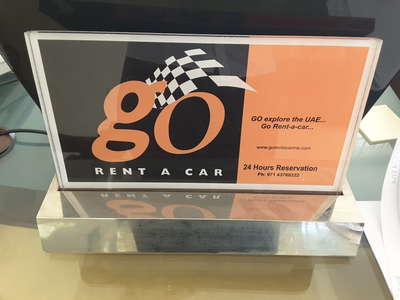 go
RENT A CAR
GO explore the UAE...
Go Rent-a-car...
24 Hours Reservation